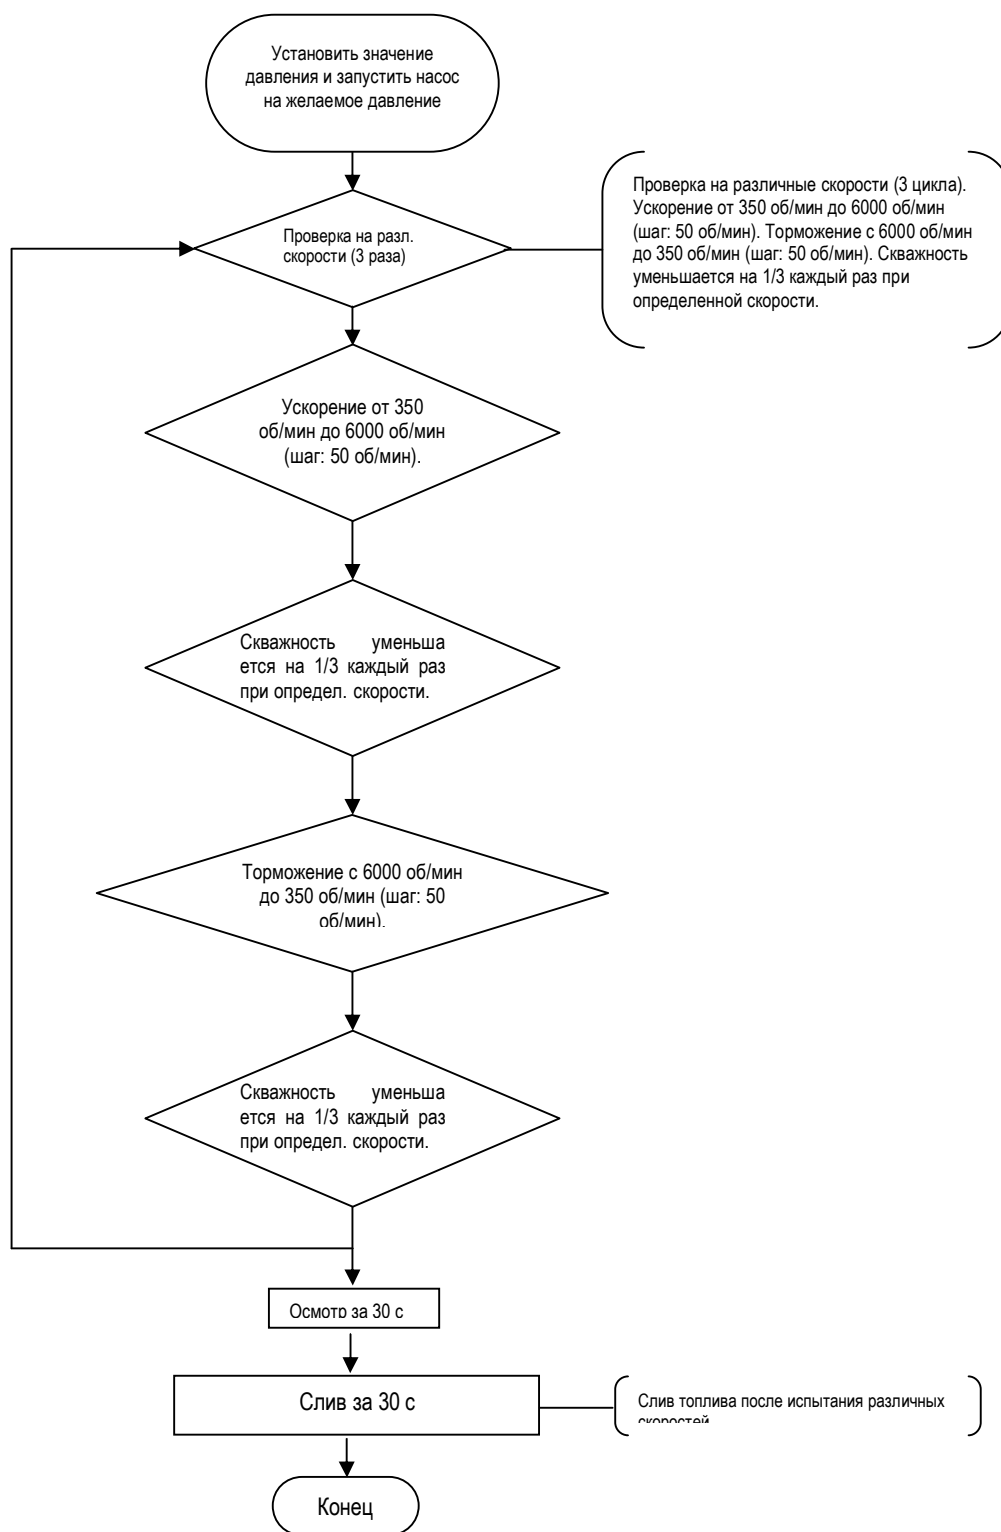 Установить значение
давления и запустить насос
на желаемое давление
Проверка на разл.
скорости (3 раза)
Проверка на различные скорости (3 цикла).
Ускорение от 350 об/мин до 6000 об/мин
(шаг: 50 об/мин). Торможение с 6000 об/мин
до 350 об/мин (шаг: 50 об/мин). Скважность
уменьшается на 1/3 каждый раз при
определенной скорости.
Ускорение от 350
об/мин до 6000 об/мин
(шаг: 50 об/мин).
Скважность уменьша
ется на 1/3 каждый раз
при определ. скорости.
Торможение с 6000 об/мин
до 350 об/мин (шаг: 50
об/мин).
Скважность уменьша
ется на 1/3 каждый раз
при определ. скорости.
Осмотр за 30 с
Слив за 30 с
Слив топлива после испытания различных
скоростей
Конец